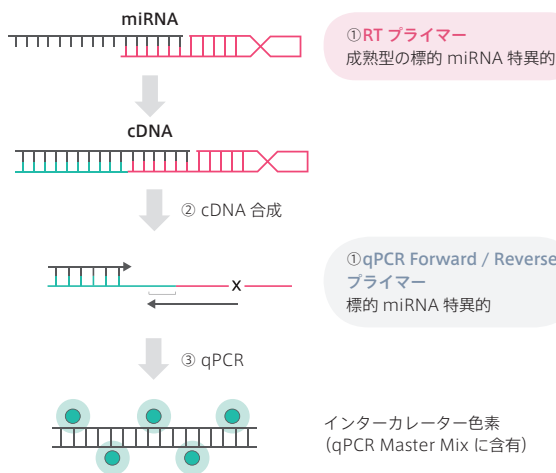 miRNA
①RT プライマー
成熟型の標的 miRNA 特異的
cDNA
② cDNA 合成
①qPCR Forward / Reverse
プライマー
標的 miRNA 特異的
X
③ qPCR
インターカレーター色素
(qPCR Master Mix に含有)